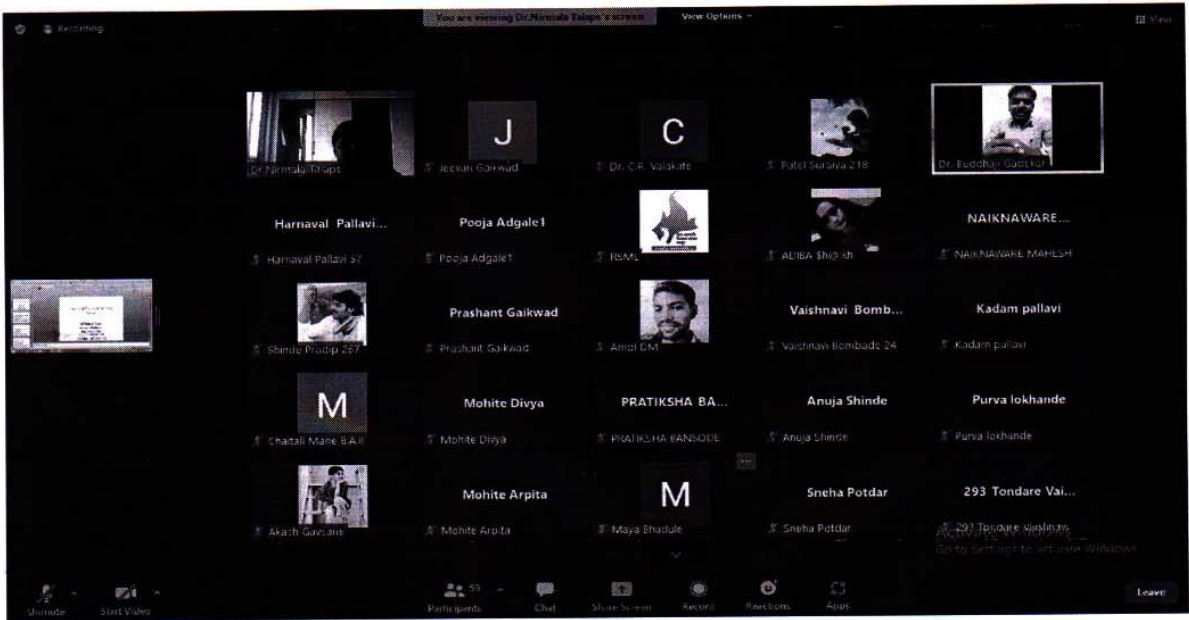 Recording...
You are viewing Dr.Nirmala Talape's screen
View Options
View
Dr.Nirmala Talape
J
Jeevan Gaikwad
C
Dr. C.R. Valakate
Patel Suraiya 218
Dr. Buddhaji Gadekar
Harnaval Pallavi...
Harnaval Pallavi 57
Pooja Adgale1
Pooja Adgale1
RSML
ADIBA Shaikh
NAIKNAWARE...
NAIKNAWARE MAHESH
Shinde Pradip 267
Prashant Gaikwad
Prashant Gaikwad
Amol DM
Vaishnavi Bomb...
Vaishnavi Bombade 24
Kadam pallavi
Kadam pallavi
M
Chaitali Mane B.A.II
Mohite Divya
Mohite Divya
PRATIKSHA BA...
PRATIKSHA BANSODE
Anuja Shinde
Anuja Shinde
Purva lokhande
Purva lokhande
Akash Gavsane
Mohite Arpita
Mohite Arpita
M
Maya Bhadule
Sneha Potdar
Sneha Potdar
293 Tondare Vai...
293 Tondare Vaishnavi
Activate Windows
Go to Settings to activate Windows.
Unmute
Start Video
59
Participants
Chat
Share Screen
Record
Reactions
Apps
Leave